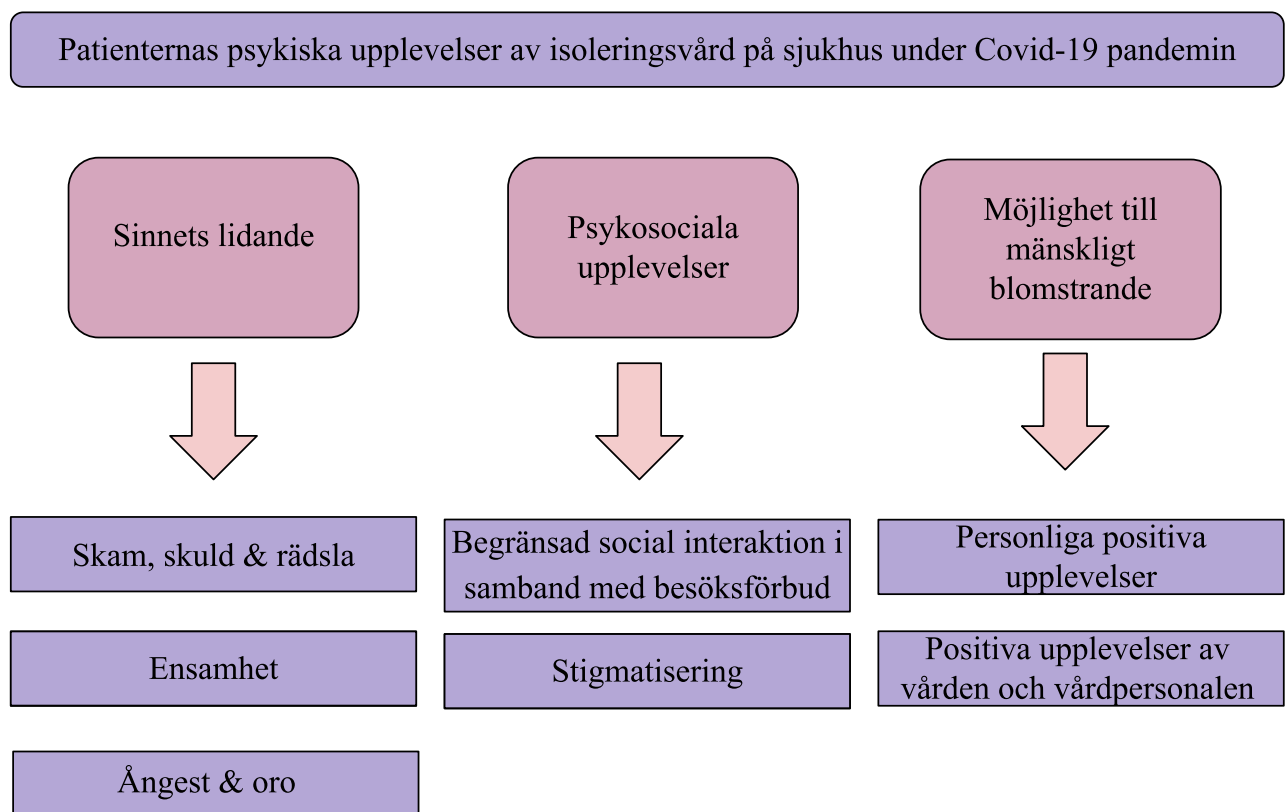 Patienternas psykiska upplevelser av isoleringsvård på sjukhus under Covid-19 pandemin
Sinnets lidande
Psykosociala
upplevelser
Möjlighet till
mänskligt
blomstrande
Skam, skuld & rädsla
Ensamhet
Ångest & oro
Begränsad social interaktion i
samband med besöksförbud
Stigmatisering
Personliga positiva
upplevelser
Positiva upplevelser av
vården och vårdpersonalen